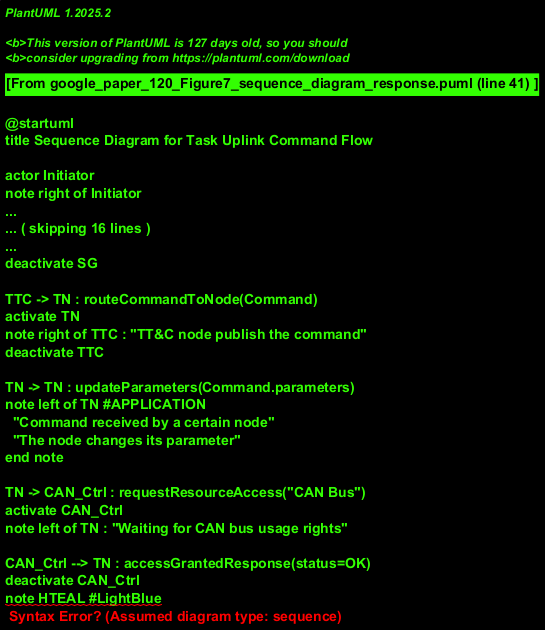 PlantUML 1.2025.2
<b>This version of PlantUML is 127 days old, so you should
<b>consider upgrading from https://plantuml.com/download
[From google_paper_120_Figure7_sequence_diagram_response.puml (line 41) ]
@startuml
title Sequence Diagram for Task Uplink Command Flow
actor Initiator
note right of Initiator
...
... ( skipping 16 lines )
...
deactivate SG
TTC -> TN : routeCommandToNode(Command)
activate TN
note right of TTC : "TT&C node publish the command"
deactivate TTC
TN -> TN : updateParameters(Command.parameters)
note left of TN #APPLICATION
"Command received by a certain node"
"The node changes its parameter"
end note
TN -> CAN_Ctrl : requestResourceAccess("CAN Bus")
activate CAN_Ctrl
note left of TN : "Waiting for CAN bus usage rights"
CAN_Ctrl --> TN : accessGrantedResponse(status=OK)
deactivate CAN_Ctrl
note HTEAL #LightBlue
Syntax Error? (Assumed diagram type: sequence)